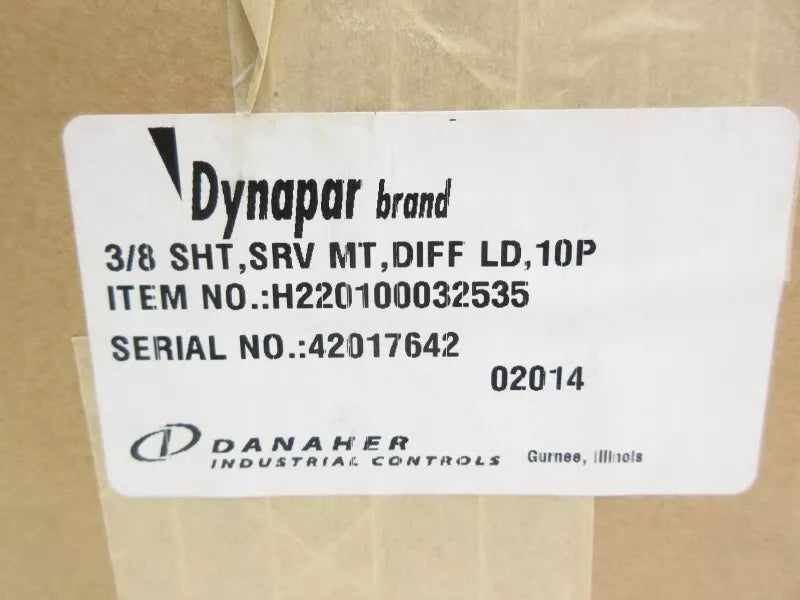 Dynapar brand
3/8 SHT,SRV MT,DIFF LD,10P
ITEM NO.:H220100032535
SERIAL NO.:42017642
02014
DANAHER
INDUSTRIAL CONTROLS Gurnee, Illinois